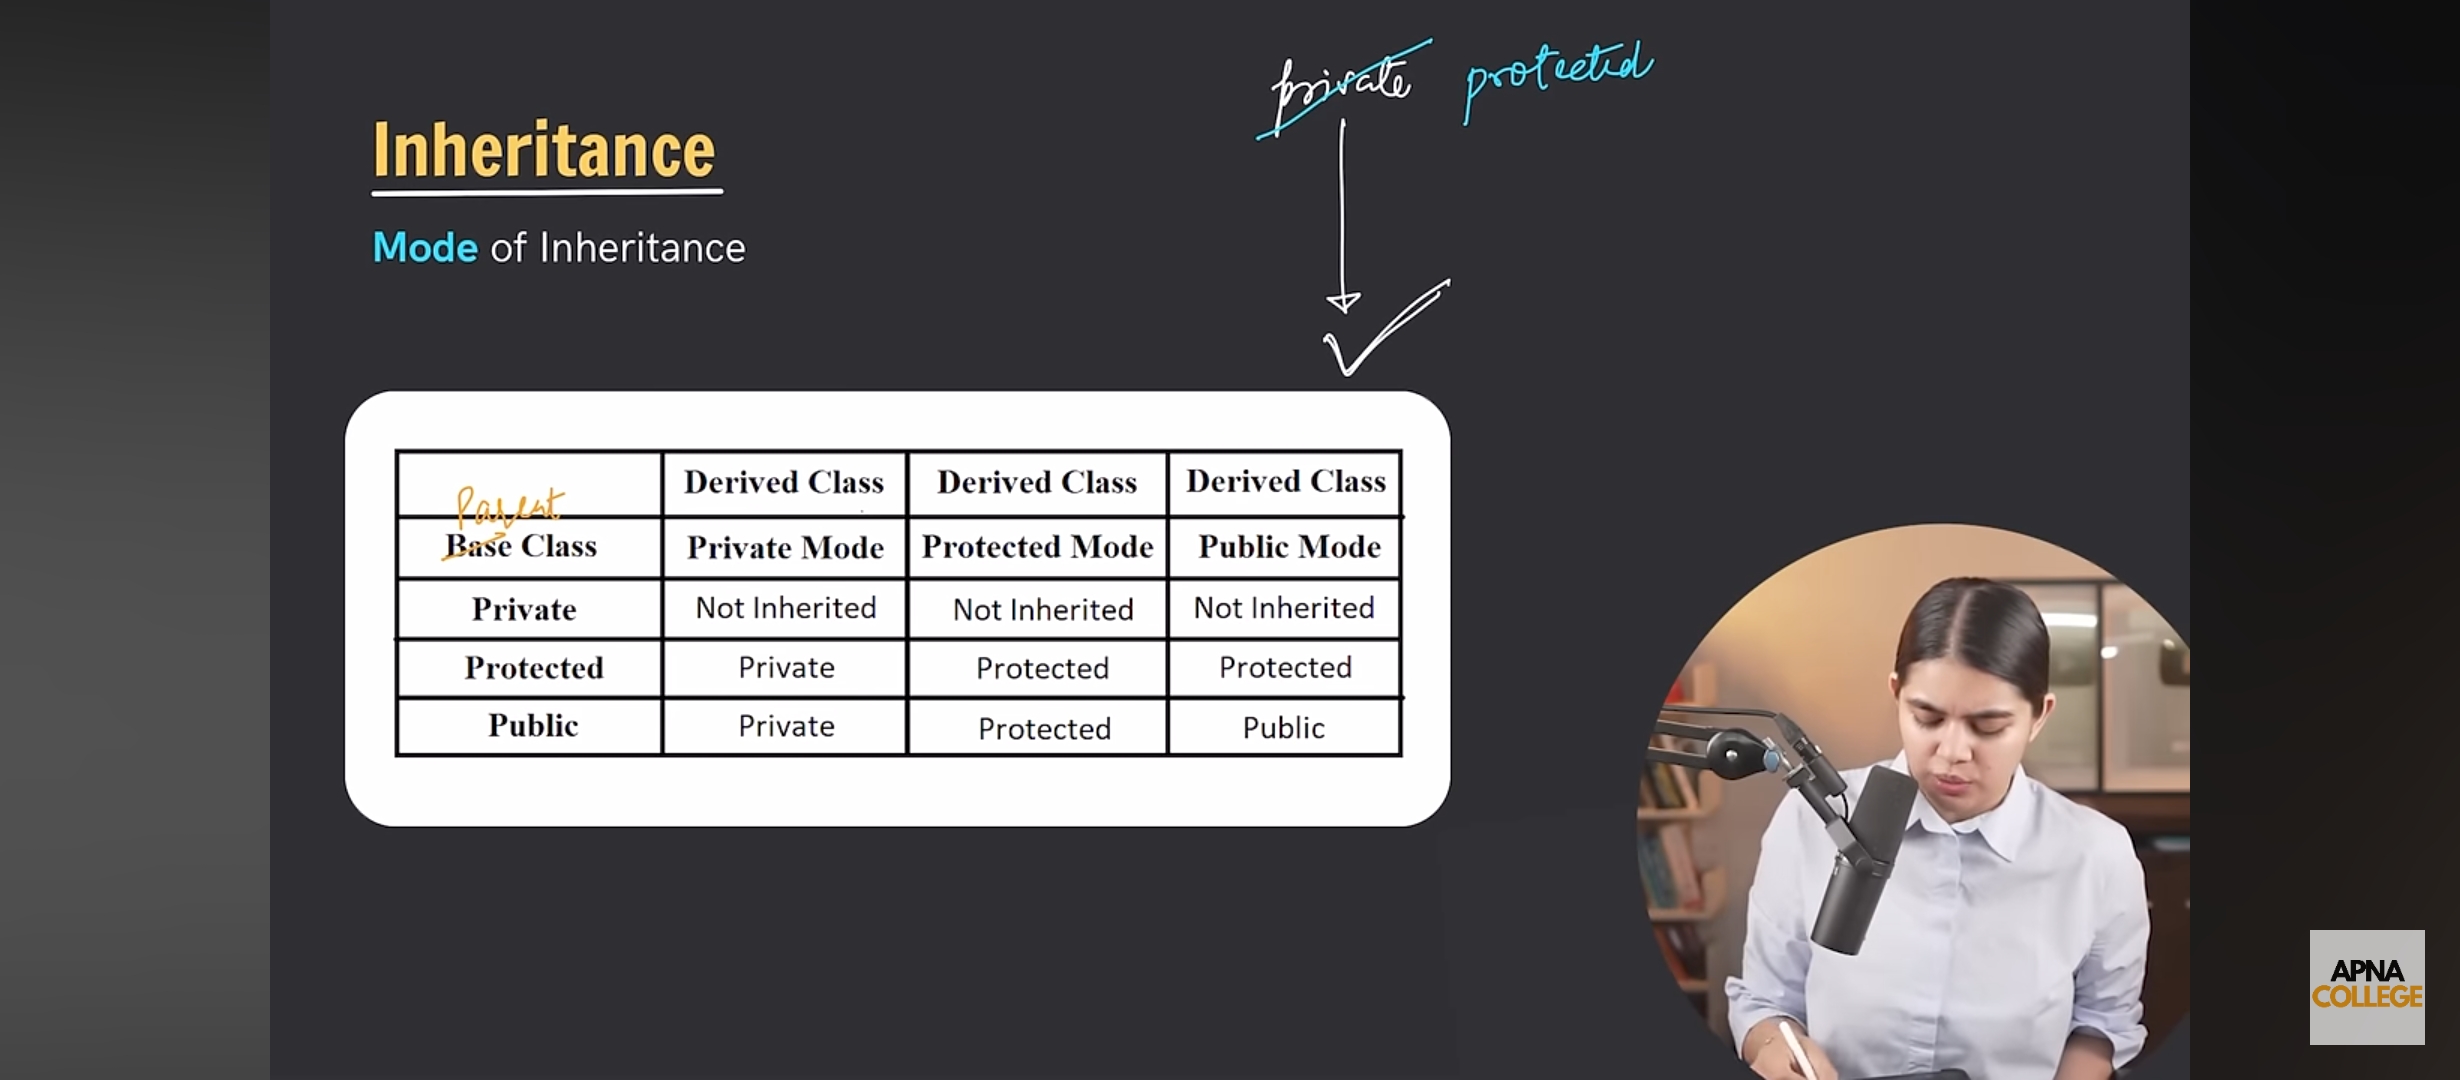 private protected
Inheritance
Mode of Inheritance
Derived Class Derived Class Derived Class
Parent
Base Class Private Mode Protected Mode Public Mode
Private Not Inherited Not Inherited Not Inherited
Protected Private Protected Protected
Public Private Protected Public
APNA
COLLEGE